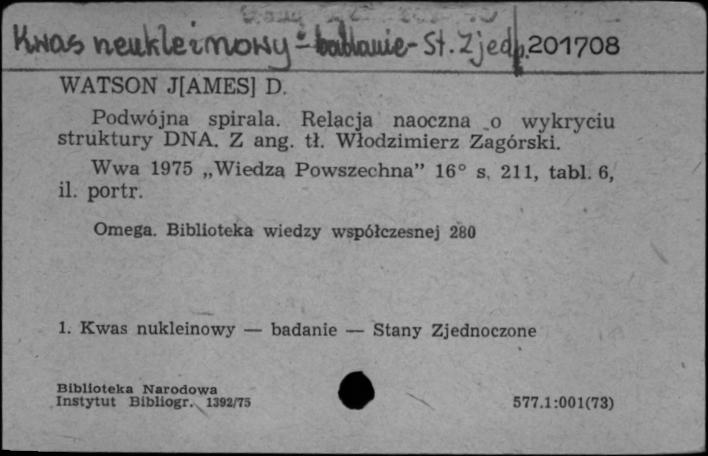 Kwas neukleinowy - badanie - St. Zjedn. 201708
WATSON J[AMES] D.
Podwójna spirala. Relacja naoczna o wykryciu
struktury DNA. Z ang. tł. Włodzimierz Zagórski.
Wwa 1975 „Wiedza Powszechna” 16° s. 211, tabl. 6,
il. portr.
Omega. Biblioteka wiedzy współczesnej 280
1. Kwas nukleinowy — badanie — Stany Zjednoczone
Biblioteka Narodowa
Instytut Bibliogr. 1392/75 577.1:001(73)